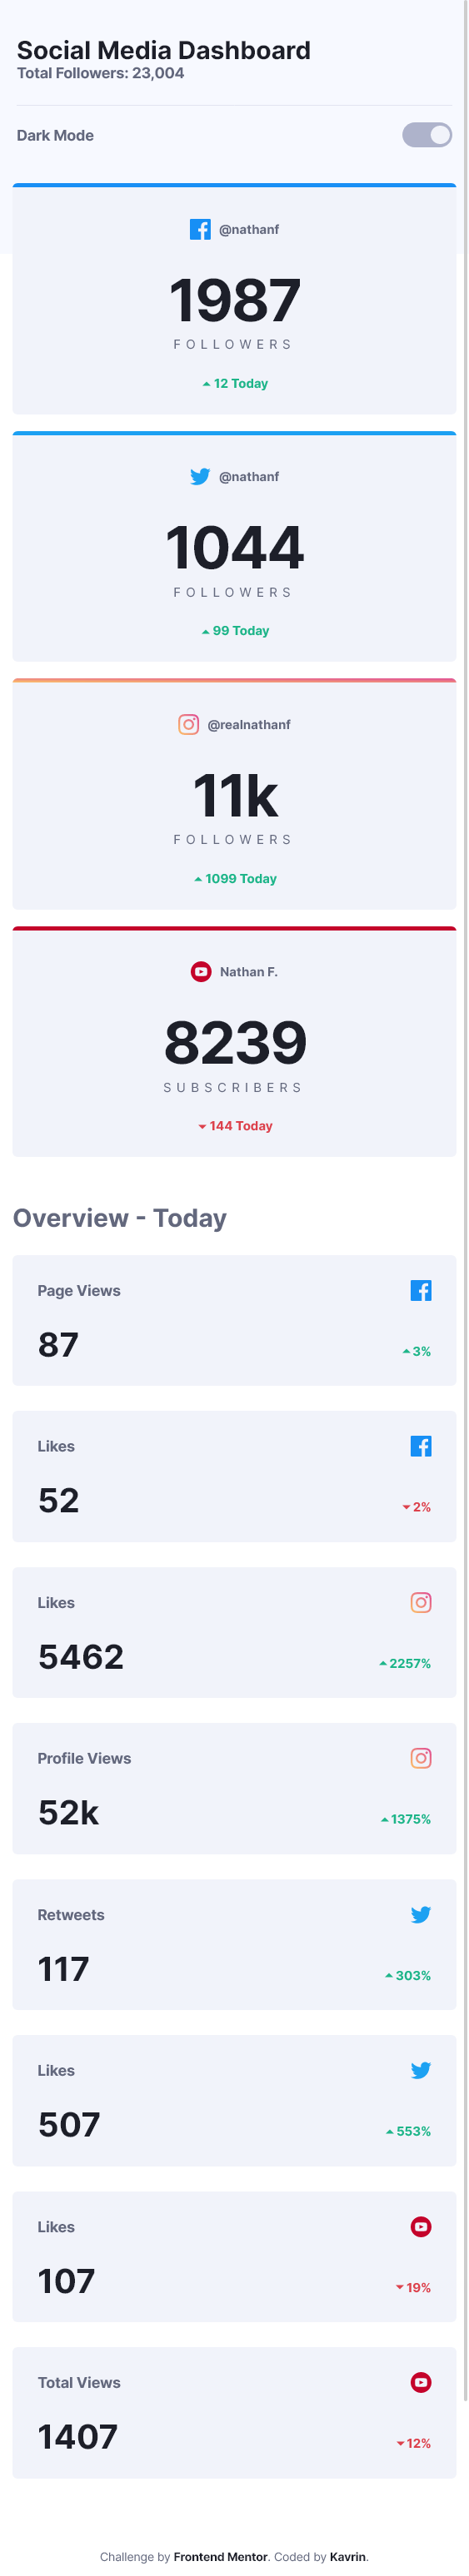 Social Media Dashboard
Total Followers: 23,004
Dark Mode
@nathanf
1987
FOLLOWERS
12 Today
@nathanf
1044
FOLLOWERS
99 Today
@realnathanf
11k
FOLLOWERS
1099 Today
Nathan F.
8239
SUBSCRIBERS
144 Today
Overview - Today
Page Views
87
3%
Likes
52
2%
Likes
5462
2257%
Profile Views
52k
1375%
Retweets
117
303%
Likes
507
553%
Likes
107
19%
Total Views
1407
12%
Challenge by Frontend Mentor. Coded by Kavrin.